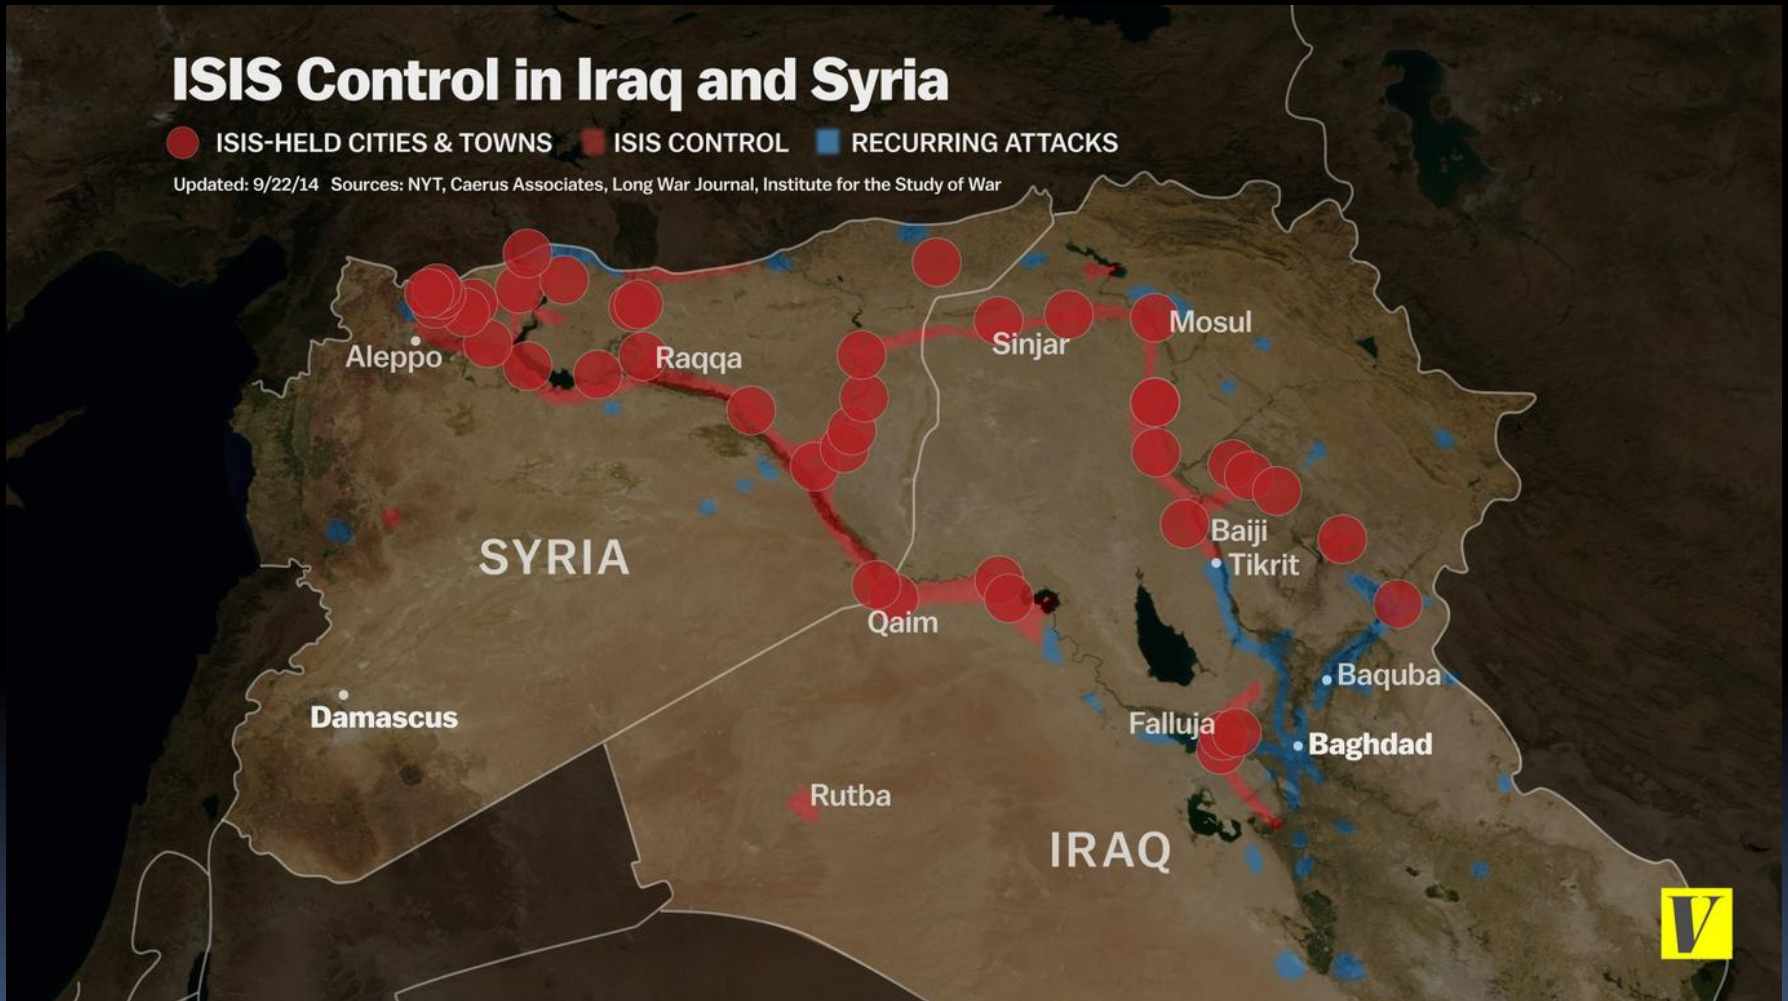 ISIS Control in Iraq and Syria
ISIS-HELD CITIES & TOWNS ISIS CONTROL RECURRING ATTACKS
Updated: 9/22/14 Sources: NYT, Caerus Associates, Long War Journal, Institute for the Study of War
Mosul
Sinjar
Aleppo
Raqqa
Baiji
SYRIA
Tikrit
Qaim
Baquba
Damascus
Falluja
Baghdad
Rutba
IRAQ
V